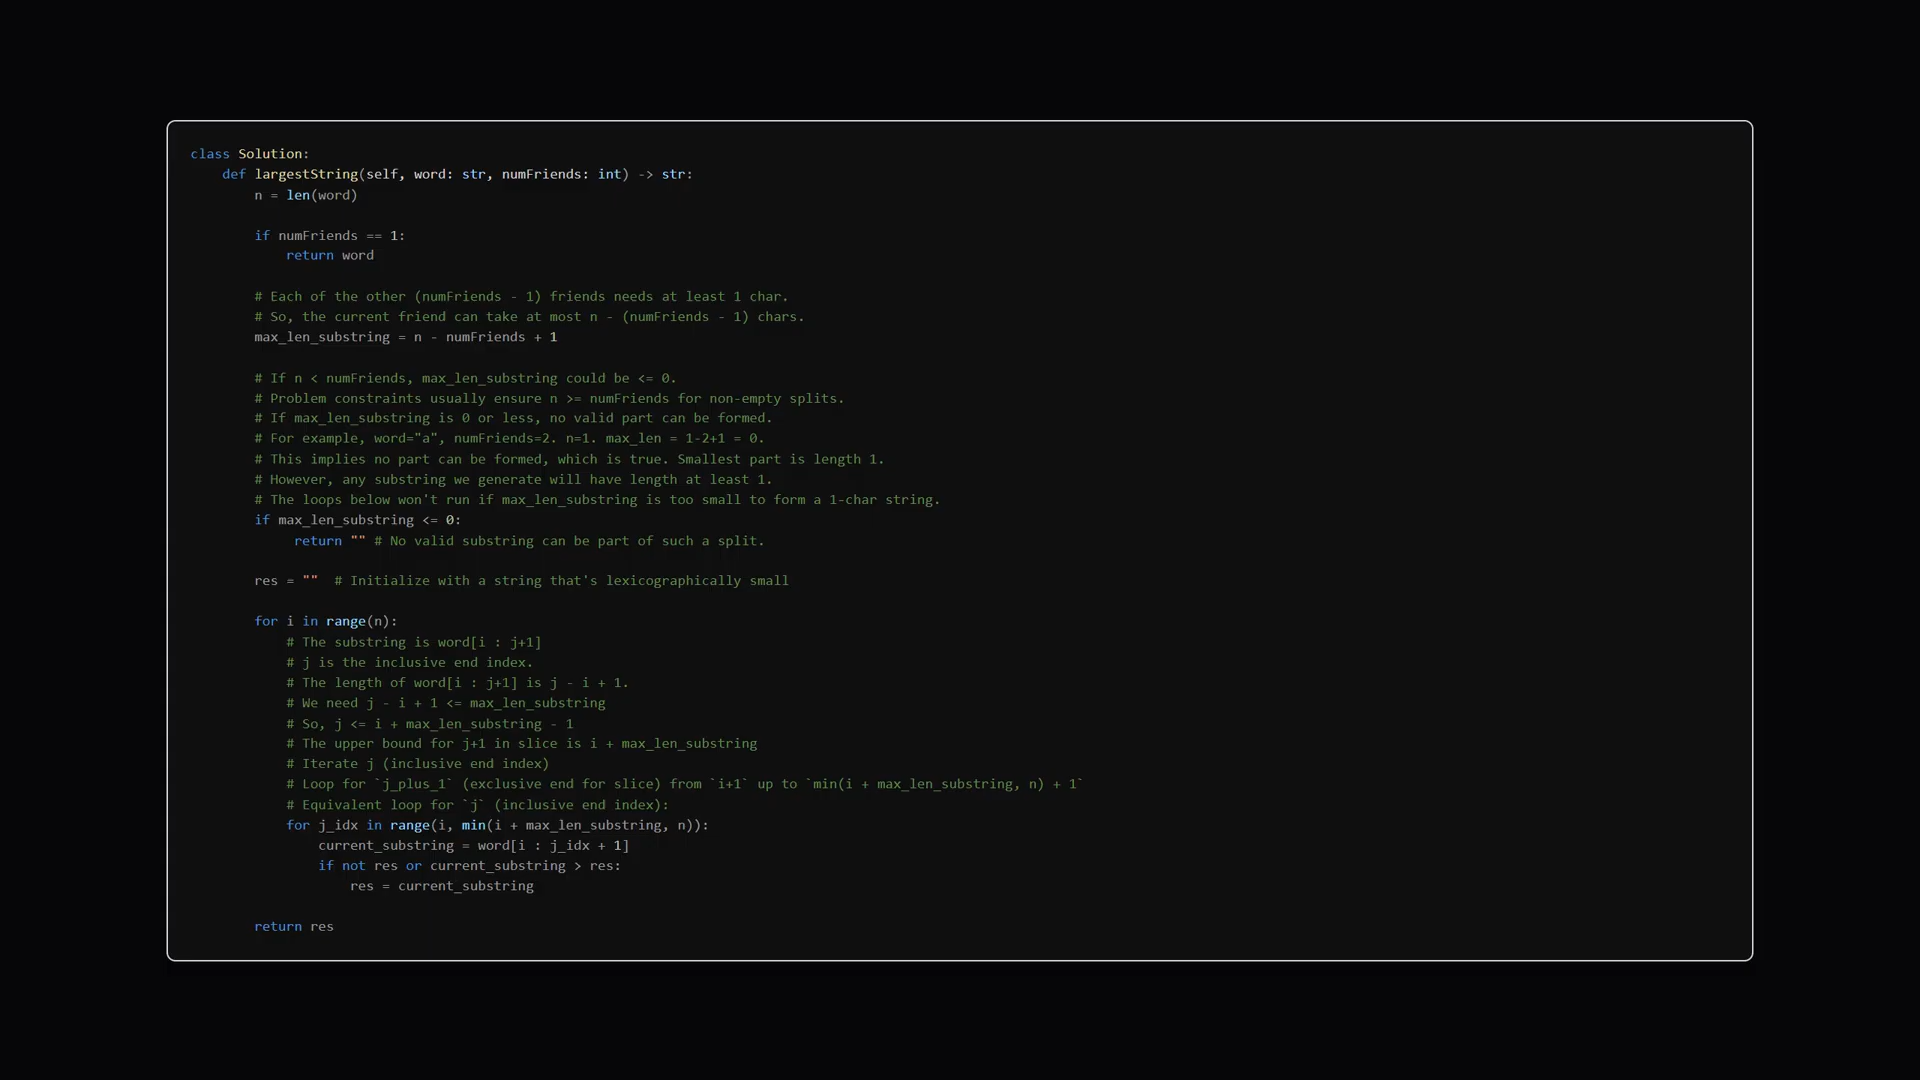 class Solution:
    def largestString(self, word: str, numFriends: int) -> str:
        n = len(word)

        if numFriends == 1:
            return word

        # Each of the other (numFriends - 1) friends needs at least 1 char.
        # So, the current friend can take at most n - (numFriends - 1) chars.
        max_len_substring = n - numFriends + 1

        # If n < numFriends, max_len_substring could be <= 0.
        # Problem constraints usually ensure n >= numFriends for non-empty splits.
        # If max_len_substring is 0 or less, no valid part can be formed.
        # For example, word="a", numFriends=2. n=1. max_len = 1-2+1 = 0.
        # This implies no part can be formed, which is true. Smallest part is length 1.
        # However, any substring we generate will have length at least 1.
        # The loops below won't run if max_len_substring is too small to form a 1-char string.
        if max_len_substring <= 0:
             return "" # No valid substring can be part of such a split.

        res = ""  # Initialize with a string that's lexicographically small

        for i in range(n):
            # The substring is word[i : j+1]
            # j is the inclusive end index.
            # The length of word[i : j+1] is j - i + 1.
            # We need j - i + 1 <= max_len_substring
            # So, j <= i + max_len_substring - 1
            # The upper bound for j+1 in slice is i + max_len_substring
            # Iterate j (inclusive end index)
            # Loop for `j_plus_1` (exclusive end for slice) from `i+1` up to `min(i + max_len_substring, n) + 1`
            # Equivalent loop for `j` (inclusive end index):
            for j_idx in range(i, min(i + max_len_substring, n)):
                current_substring = word[i : j_idx + 1]
                if not res or current_substring > res:
                    res = current_substring

        return res